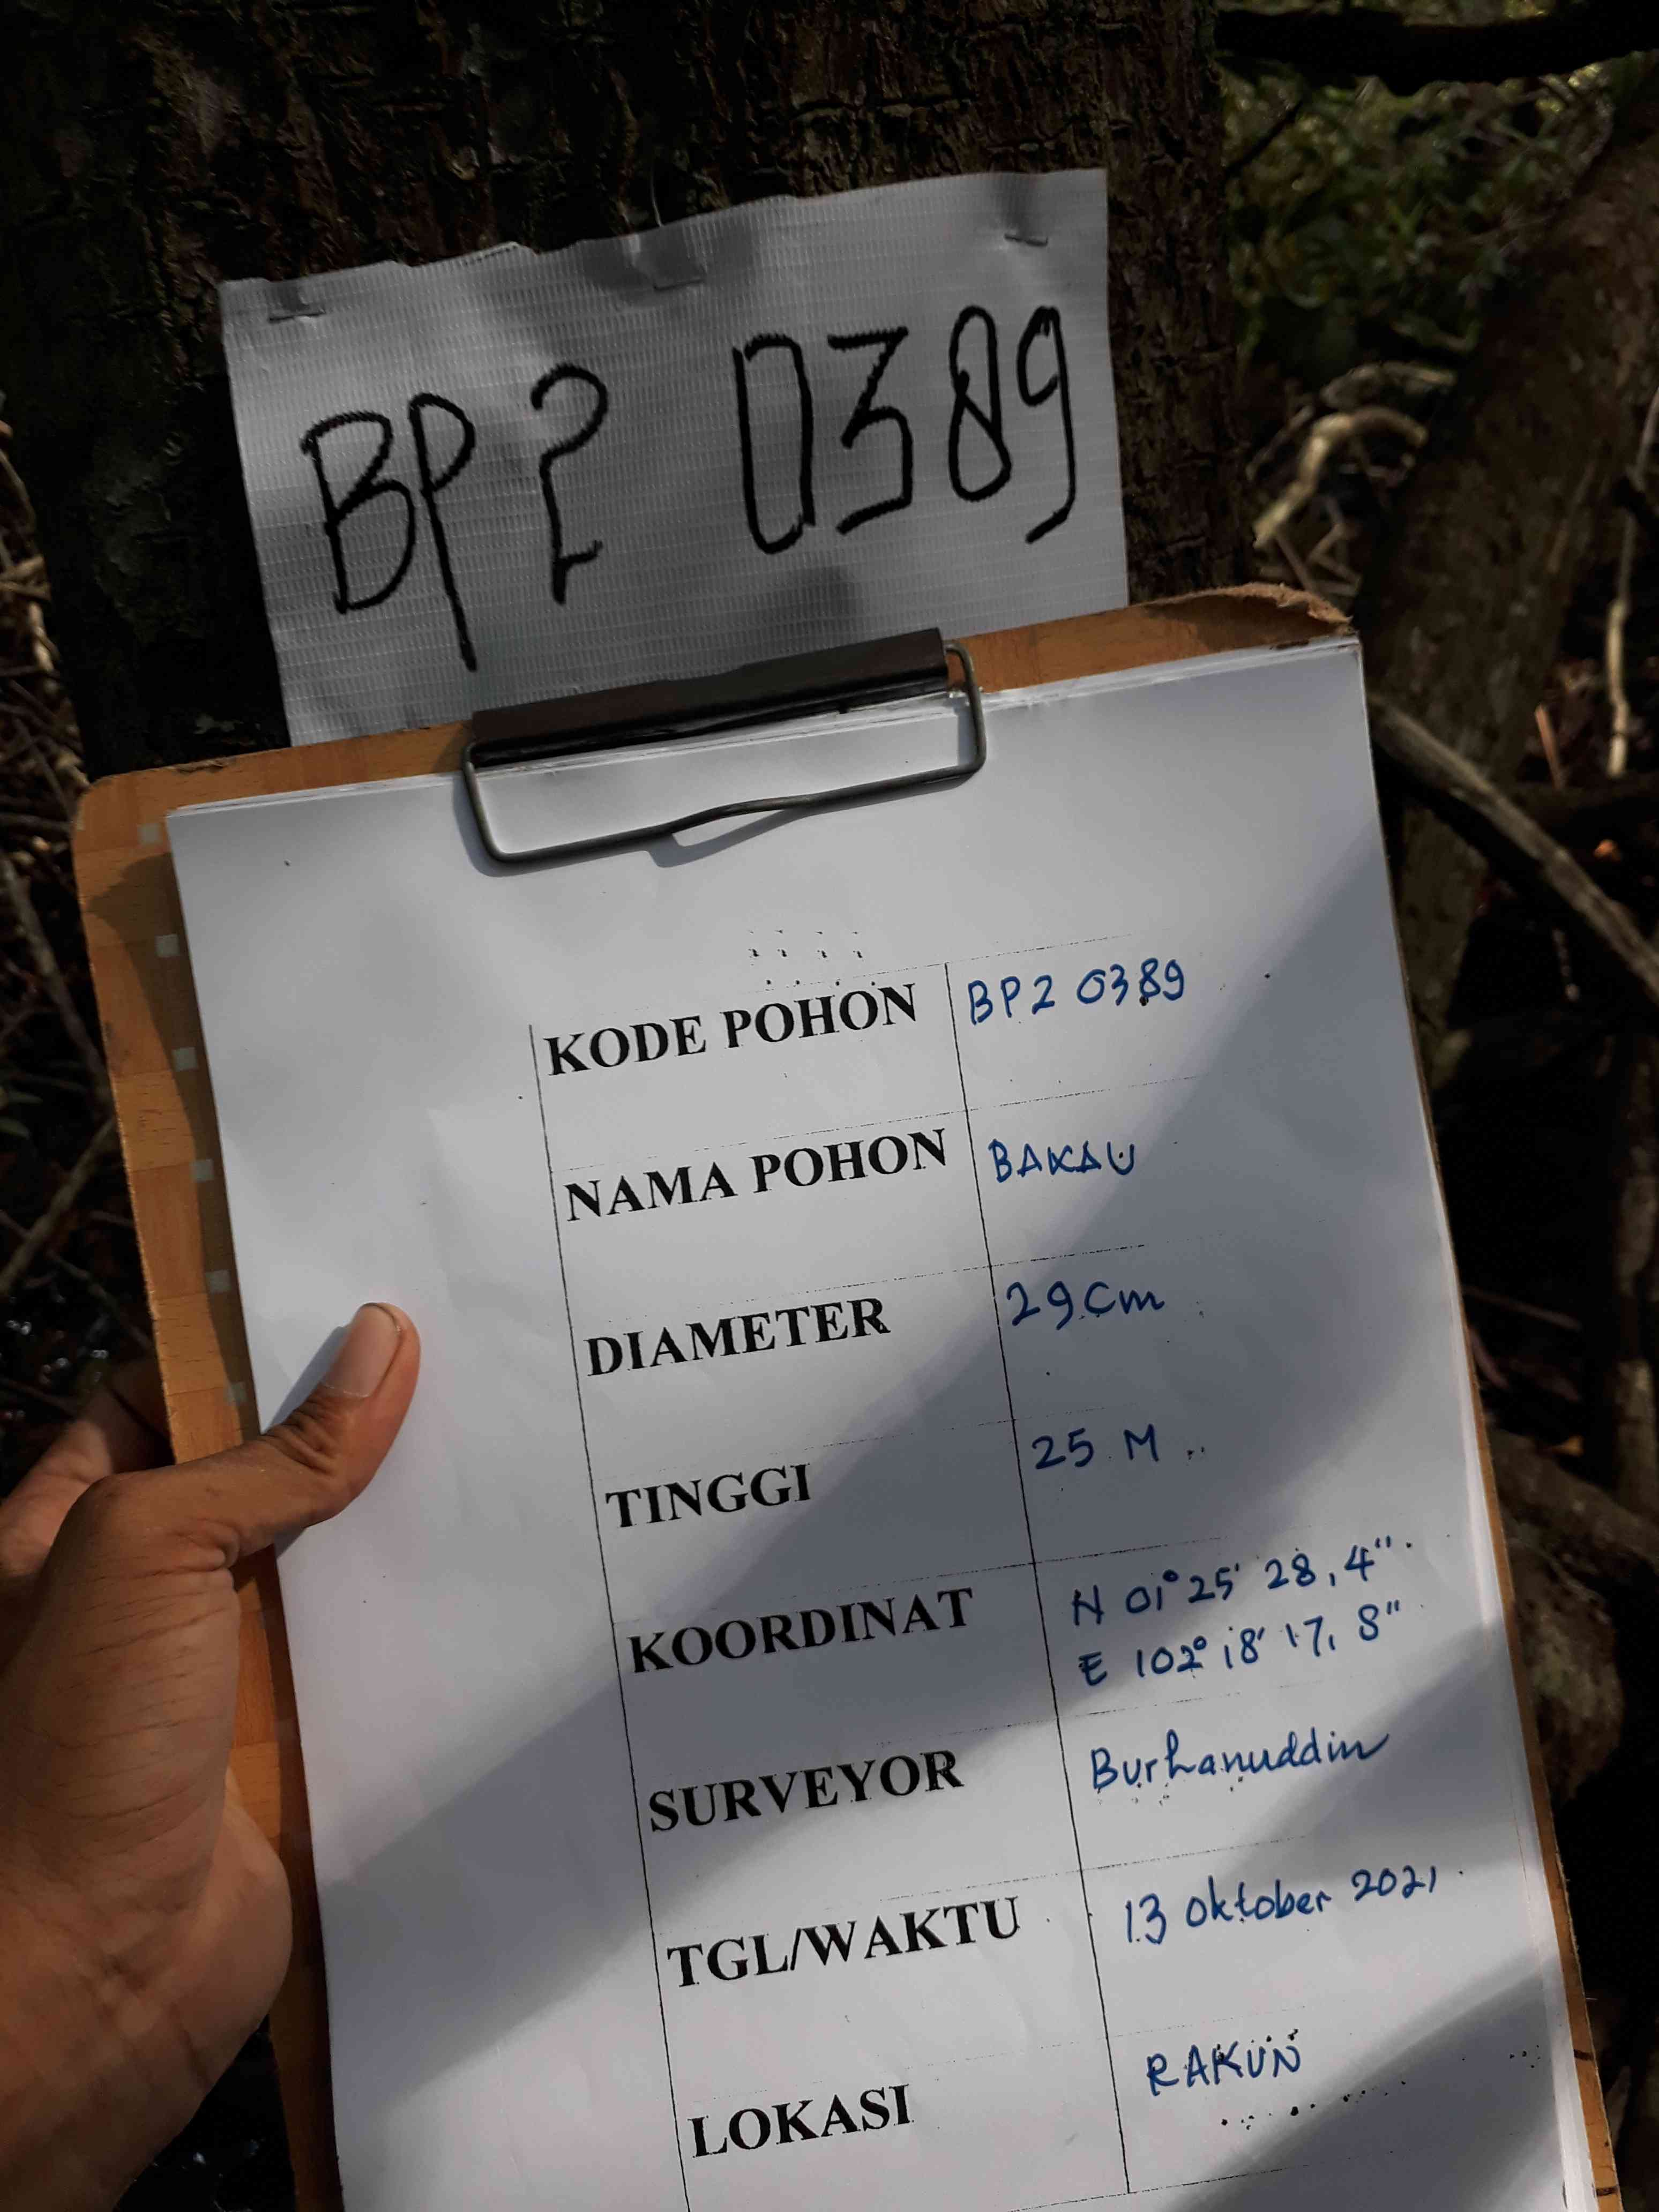 BP2 0389
KODE POHON BP2 0389
NAMA POHON BAKAU
DIAMETER 29 Cm
TINGGI 25 M
KOORDINAT N 01° 25' 28,4"
E 102° 18' 17,8"
SURVEYOR Burhanuddin
TGL/WAKTU 13 Oktober 2021
LOKASI RAKUN